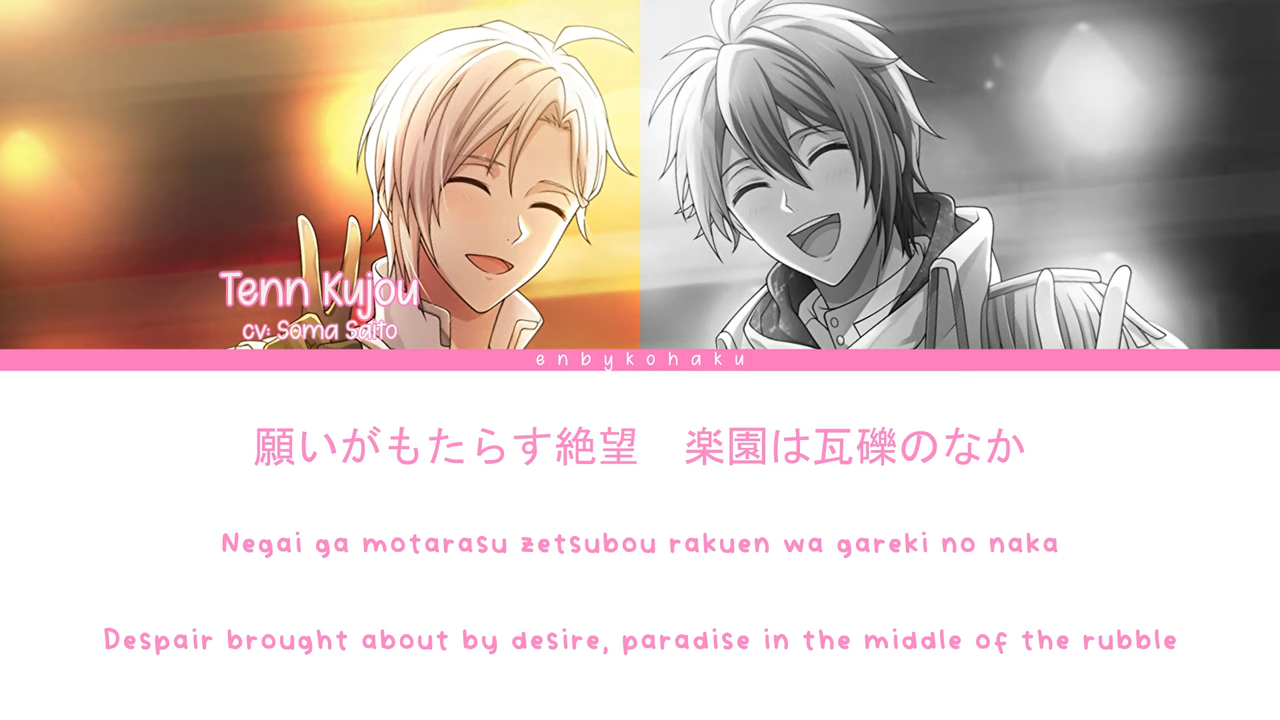 Tenn Kujou
cv: Soma Saito
enbykohaku
願いがもたらす絶望　楽園は瓦礫のなか
Negai ga motarasu zetsubou rakuen wa gareki no naka
Despair brought about by desire, paradise in the middle of the rubble